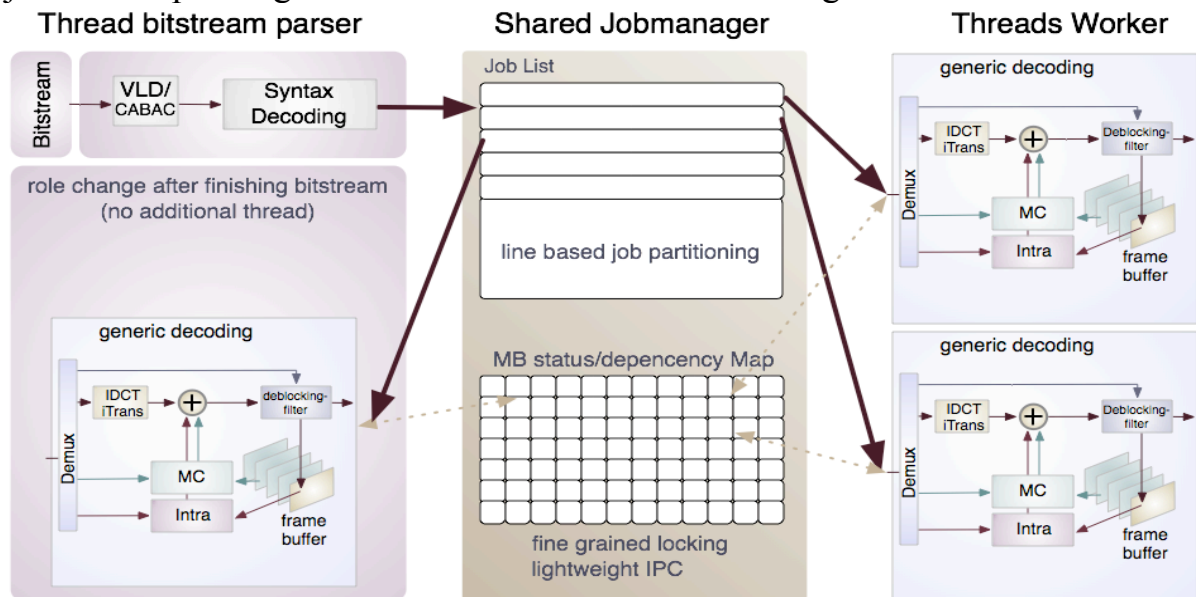 Thread bitstream parser
Shared Jobmanager
Threads Worker
Bitstream
VLD/
CABAC
Syntax
Decoding
role change after finishing bitstream
(no additional thread)
generic decoding
Demux
IDCT
iTrans
+
deblocking-
filter
MC
Intra
frame
buffer
Job List
line based job partitioning
MB status/depencency Map
fine grained locking
lightweight IPC
generic decoding
Demux
IDCT
iTrans
+
Deblocking-
filter
MC
Intra
frame
buffer
generic decoding
Demux
IDCT
iTrans
+
Deblocking-
filter
MC
Intra
frame
buffer